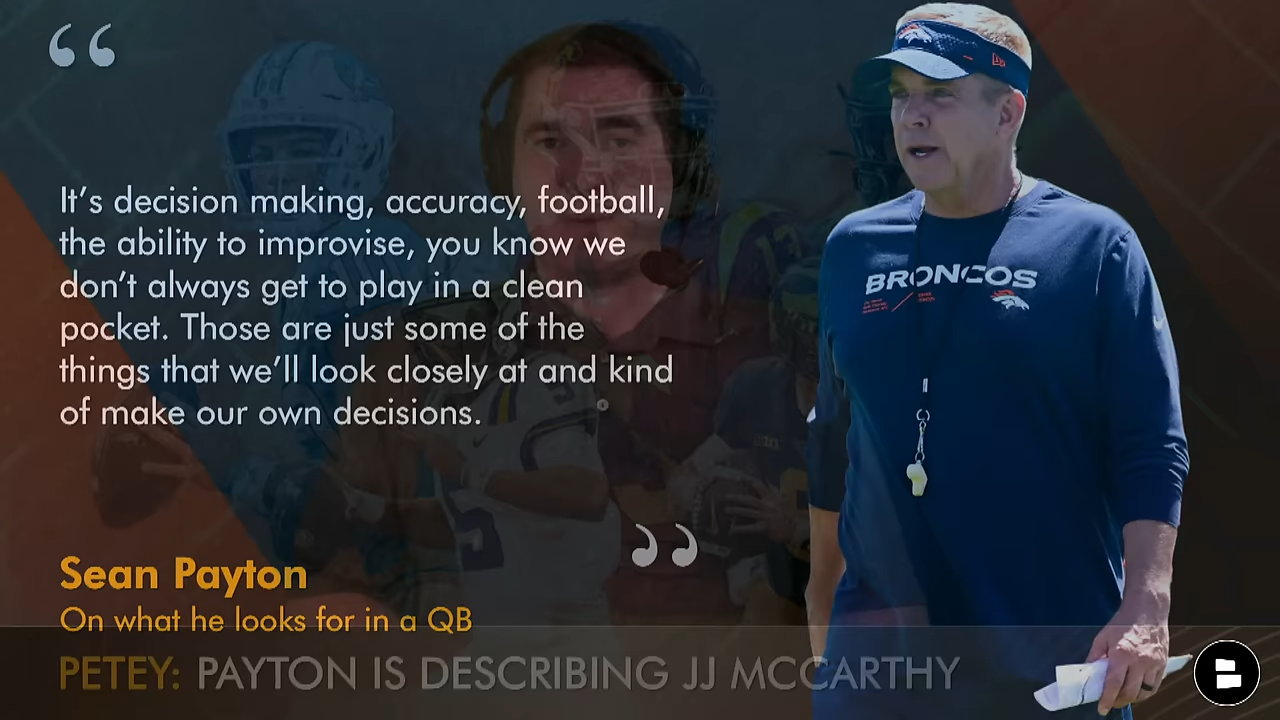 It’s decision making, accuracy, football,
the ability to improvise, you know we
don’t always get to play in a clean
pocket. Those are just some of the
things that we’ll look closely at and kind
of make our own decisions.
Sean Payton
On what he looks for in a QB
PETEY: PAYTON IS DESCRIBING JJ MCCARTHY
BRONCOS